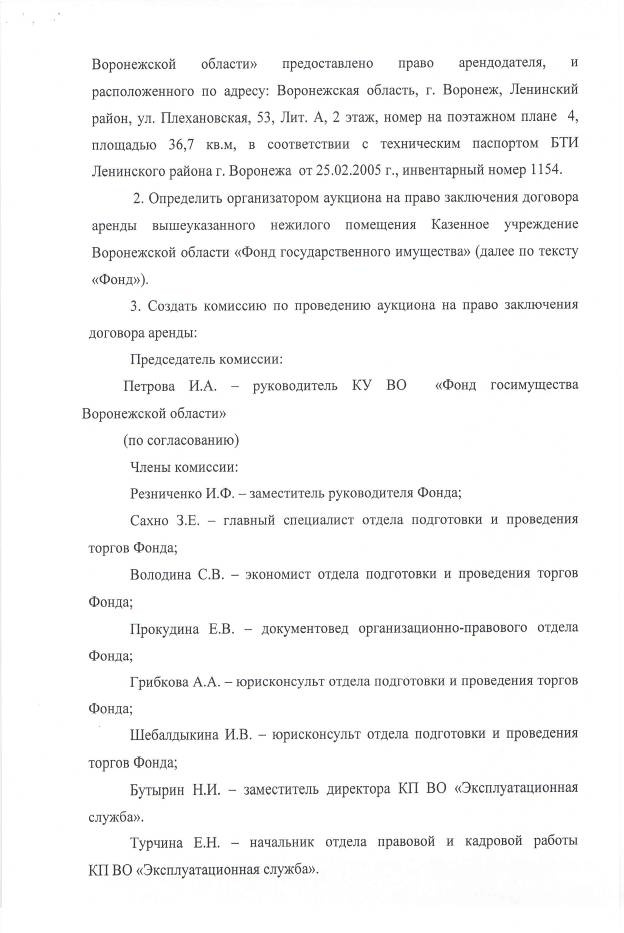 Воронежской области» предоставлено право арендодателя, и
расположенного по адресу: Воронежская область, г. Воронеж, Ленинский
район, ул. Плехановская, 53, Лит. А, 2 этаж, номер на поэтажном плане 4,
площадью 36,7 кв.м, в соответствии с техническим паспортом БТИ
Ленинского района г. Воронежа от 25.02.2005 г., инвентарный номер 1154.
2. Определить организатором аукциона на право заключения договора
аренды вышеуказанного нежилого помещения Казенное учреждение
Воронежской области «Фонд государственного имущества» (далее по тексту
«Фонд»).
3. Создать комиссию по проведению аукциона на право заключения
договора аренды:
Председатель комиссии:
Петрова И.А. – руководитель КУ ВО «Фонд госимущества
Воронежской области»
(по согласованию)
Члены комиссии:
Резниченко И.Ф. – заместитель руководителя Фонда;
Сахно З.Е. – главный специалист отдела подготовки и проведения
торгов Фонда;
Володина С.В. – экономист отдела подготовки и проведения торгов
Фонда;
Прокудина Е.В. – документовед организационно-правового отдела
Фонда;
Грибкова А.А. – юрисконсульт отдела подготовки и проведения торгов
Фонда;
Шебалдыкина И.В. – юрисконсульт отдела подготовки и проведения
торгов Фонда;
Бутырин Н.И. – заместитель директора КП ВО «Эксплуатационная
служба».
Турчина Е.Н. – начальник отдела правовой и кадровой работы
КП ВО «Эксплуатационная служба».